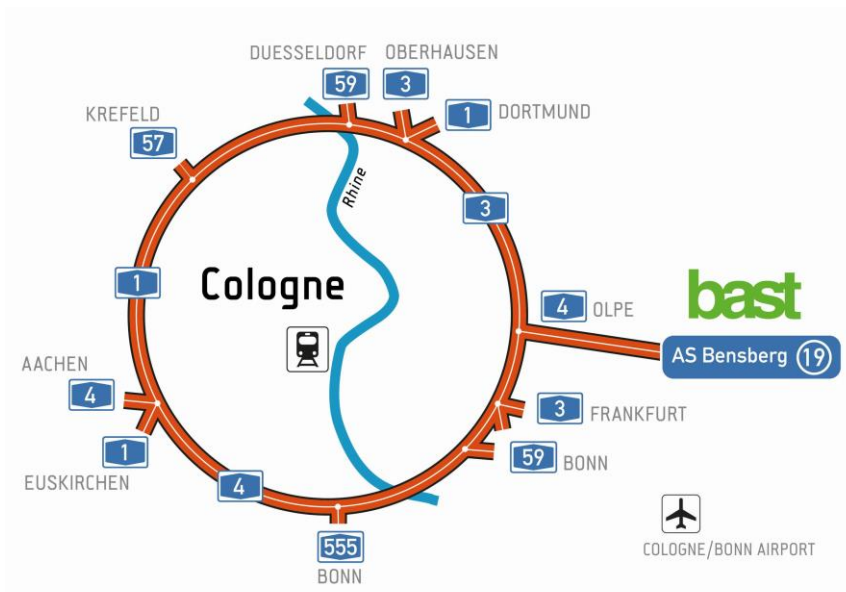 DUESSELDORF
OBERHAUSEN
59
3
KREFELD
57
1
DORTMUND
Rhine
3
Cologne
1
bast
4
OLPE
AS Bensberg 19
AACHEN
4
3
FRANKFURT
1
EUSKIRCHEN
4
59
BONN
555
BONN
COLOGNE/BONN AIRPORT